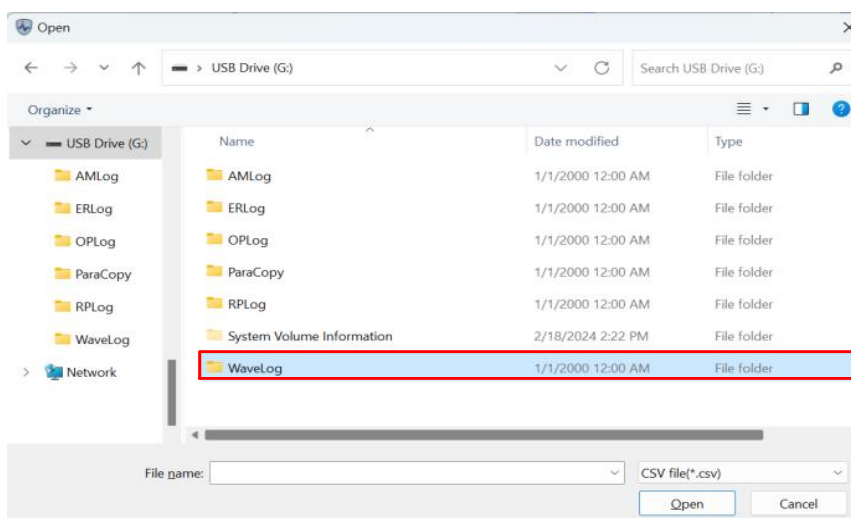 Open
USB Drive (G:)
Search USB Drive (G:)
Organize
USB Drive (G:)
AMLog
ERLog
OPLog
ParaCopy
RPLog
WaveLog
Network
Name Date modified Type
AMLog 1/1/2000 12:00 AM File folder
ERLog 1/1/2000 12:00 AM File folder
OPLog 1/1/2000 12:00 AM File folder
ParaCopy 1/1/2000 12:00 AM File folder
RPLog 1/1/2000 12:00 AM File folder
System Volume Information 2/18/2024 2:22 PM File folder
WaveLog 1/1/2000 12:00 AM File folder
File name: CSV file(*.csv)
Open Cancel